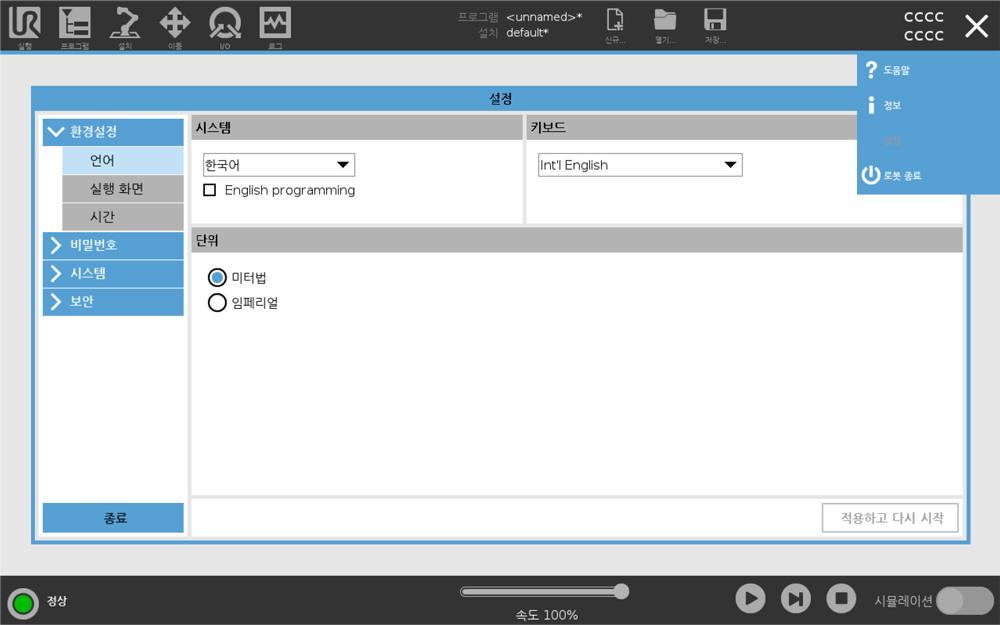 UR
프로그램 <unnamed>*
설치 default*
CCCC
CCCC
실행
프로그램
설치
이동
I/O
로그
신규...
열기...
저장...
도움말
정보
설정
로봇 종료
설정
환경설정
언어
실행 화면
시간
비밀번호
시스템
보안
종료
시스템
한국어
English programming
키보드
Int'l English
단위
미터법
임페리얼
적용하고 다시 시작
정상
속도 100%
시뮬레이션